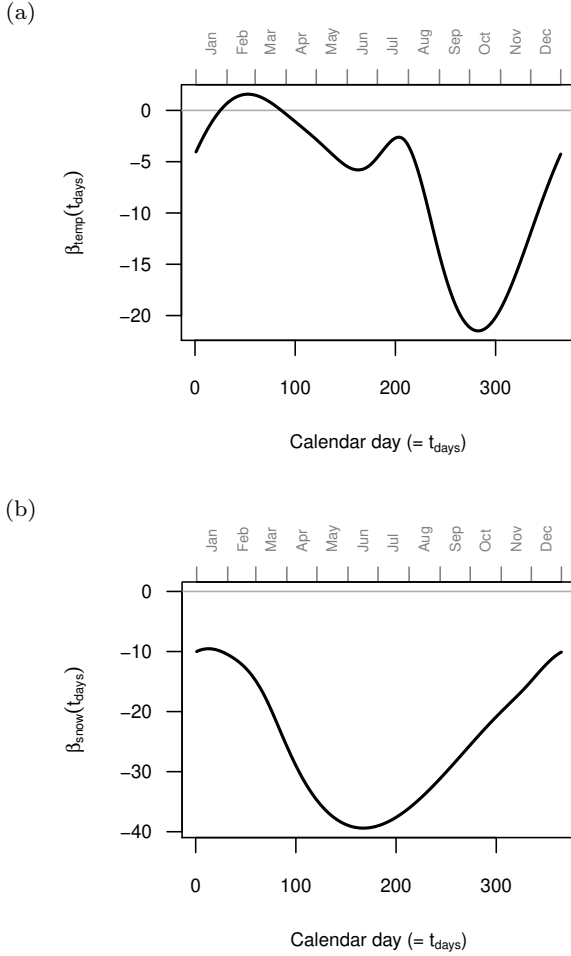 (a)
Jan Feb Mar Apr May Jun Jul Aug Sep Oct Nov Dec
0
−5
−10
−15
−20
βtemp(tdays)
0 100 200 300
Calendar day (= tdays)
(b)
Jan Feb Mar Apr May Jun Jul Aug Sep Oct Nov Dec
0
−10
−20
−30
−40
βsnow(tdays)
0 100 200 300
Calendar day (= tdays)